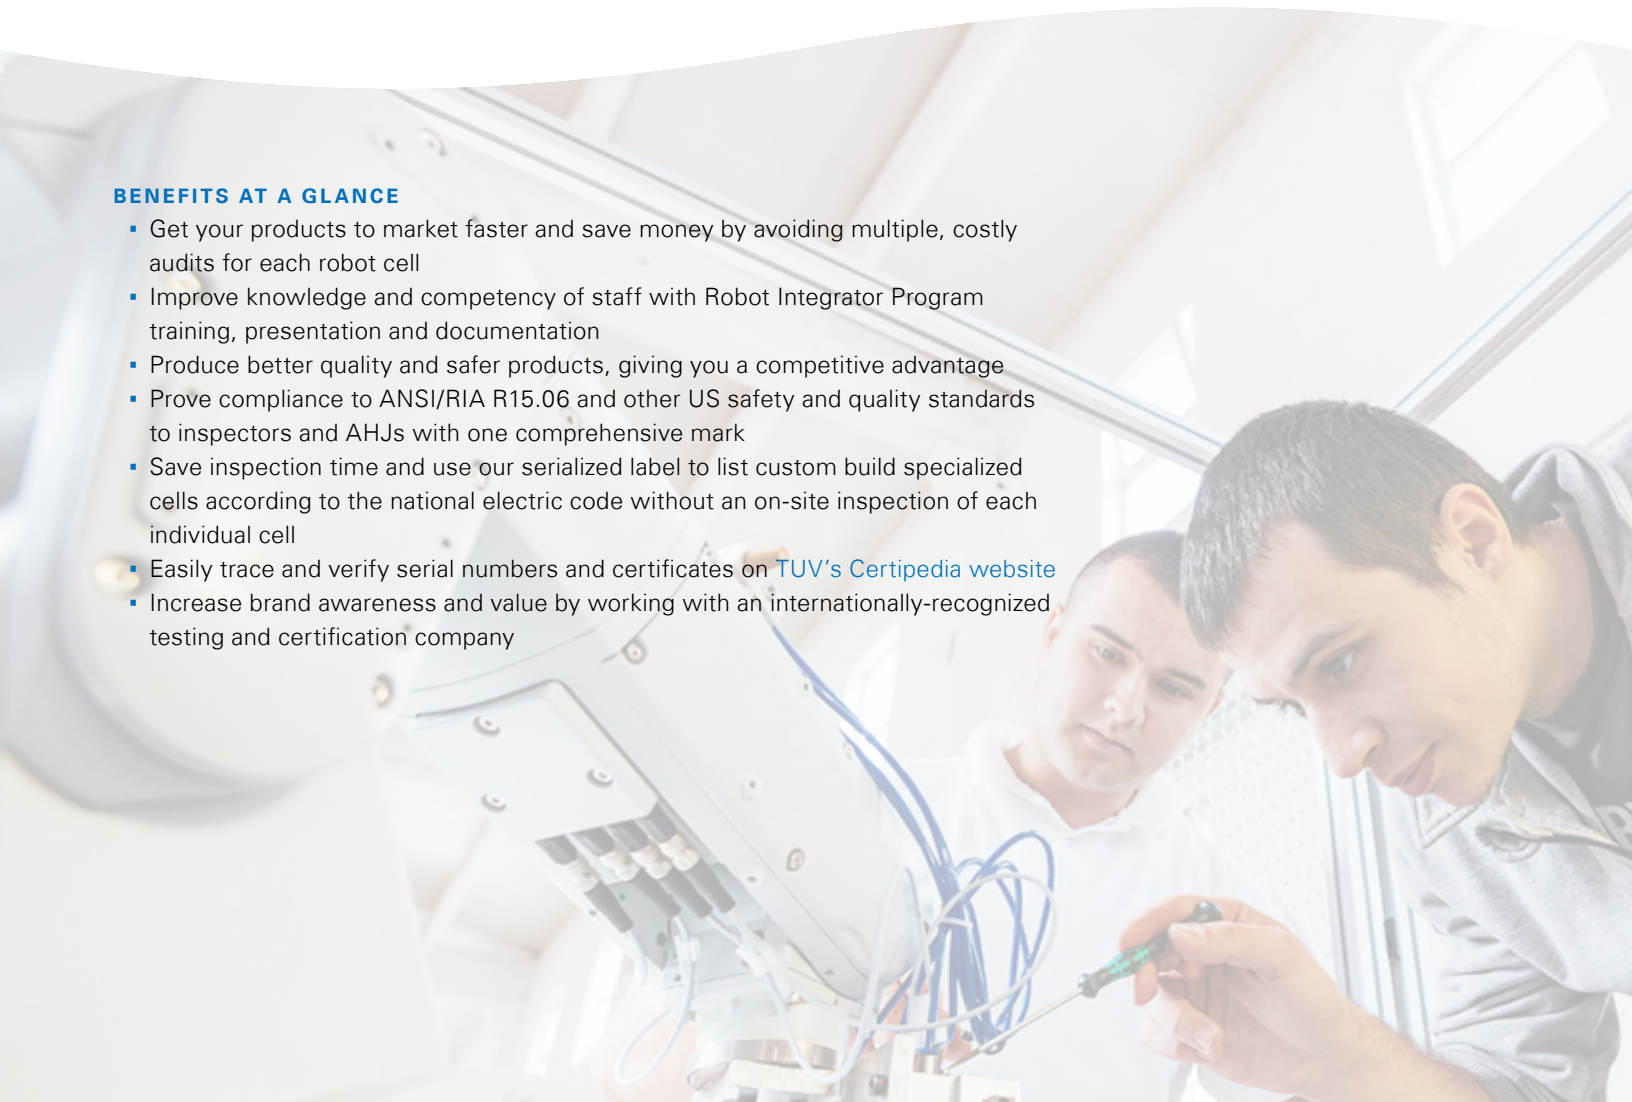 BENEFITS AT A GLANCE
▪ Get your products to market faster and save money by avoiding multiple, costly
audits for each robot cell
▪ Improve knowledge and competency of staff with Robot Integrator Program
training, presentation and documentation
▪ Produce better quality and safer products, giving you a competitive advantage
▪ Prove compliance to ANSI/RIA R15.06 and other US safety and quality standards
to inspectors and AHJs with one comprehensive mark
▪ Save inspection time and use our serialized label to list custom build specialized
cells according to the national electric code without an on-site inspection of each
individual cell
▪ Easily trace and verify serial numbers and certificates on TUV’s Certipedia website
▪ Increase brand awareness and value by working with an internationally-recognized
testing and certification company